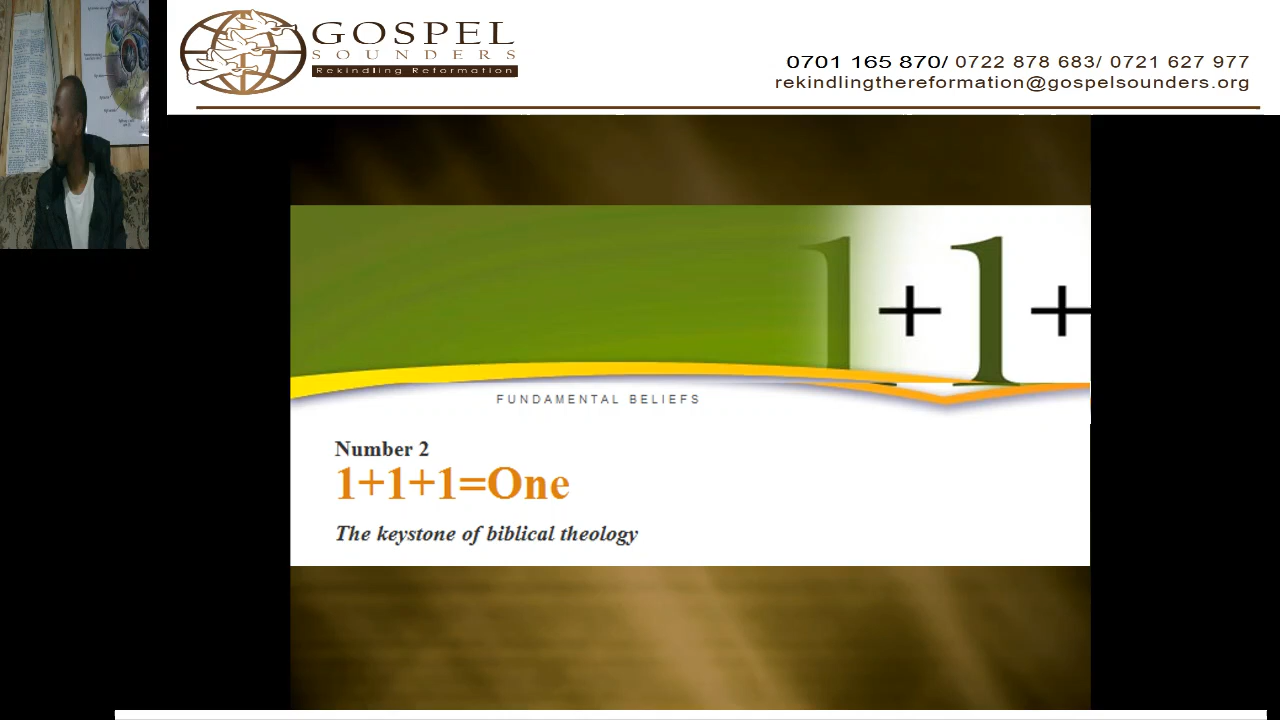 GOSPEL
SOUNDERS
Rekindling Reformation
0701 165 870/ 0722 878 683/ 0721 627 977
rekindlingthereformation@gospelsounders.org
1+1+
FUNDAMENTAL BELIEFS
Number 2
1+1+1=One
The keystone of biblical theology